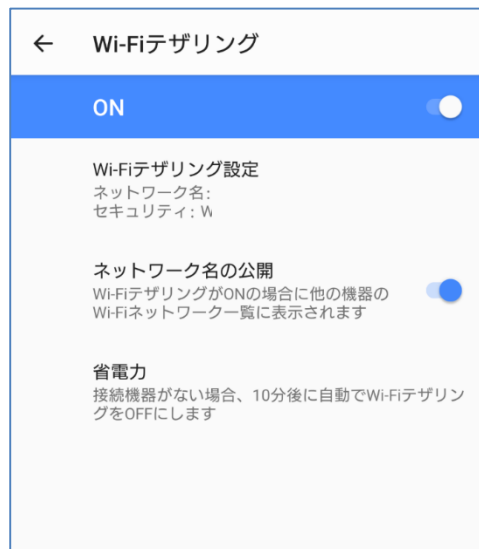 Wi-Fiテザリング
ON
Wi-Fiテザリング設定
ネットワーク名:
セキュリティ: W
ネットワーク名の公開
Wi-FiテザリングがONの場合に他の機器の
Wi-Fiネットワーク一覧に表示されます
省電力
接続機器がない場合、10分後に自動でWi-Fiテザリン
グをOFFにします